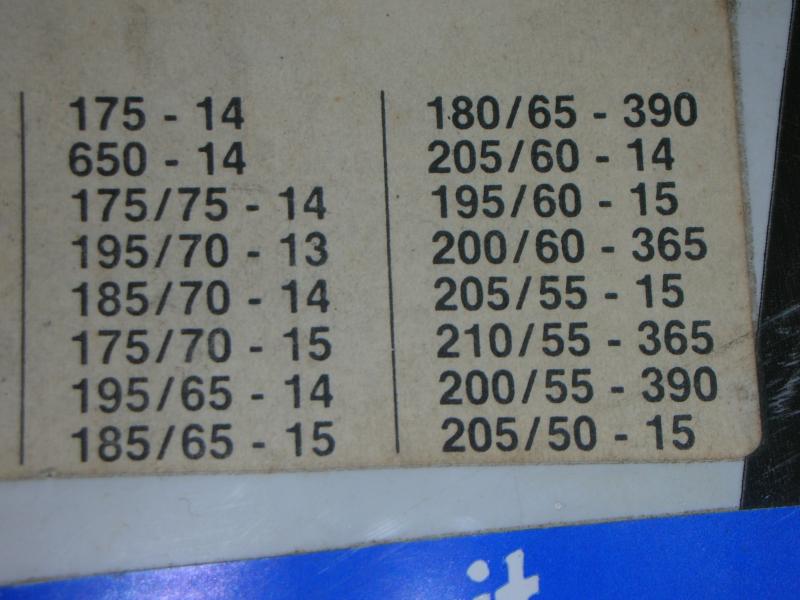 175 - 14
650 - 14
175/75 - 14
195/70 - 13
185/70 - 14
175/70 - 15
195/65 - 14
185/65 - 15
180/65 - 390
205/60 - 14
195/60 - 15
200/60 - 365
205/55 - 15
210/55 - 365
200/55 - 390
205/50 - 15
it